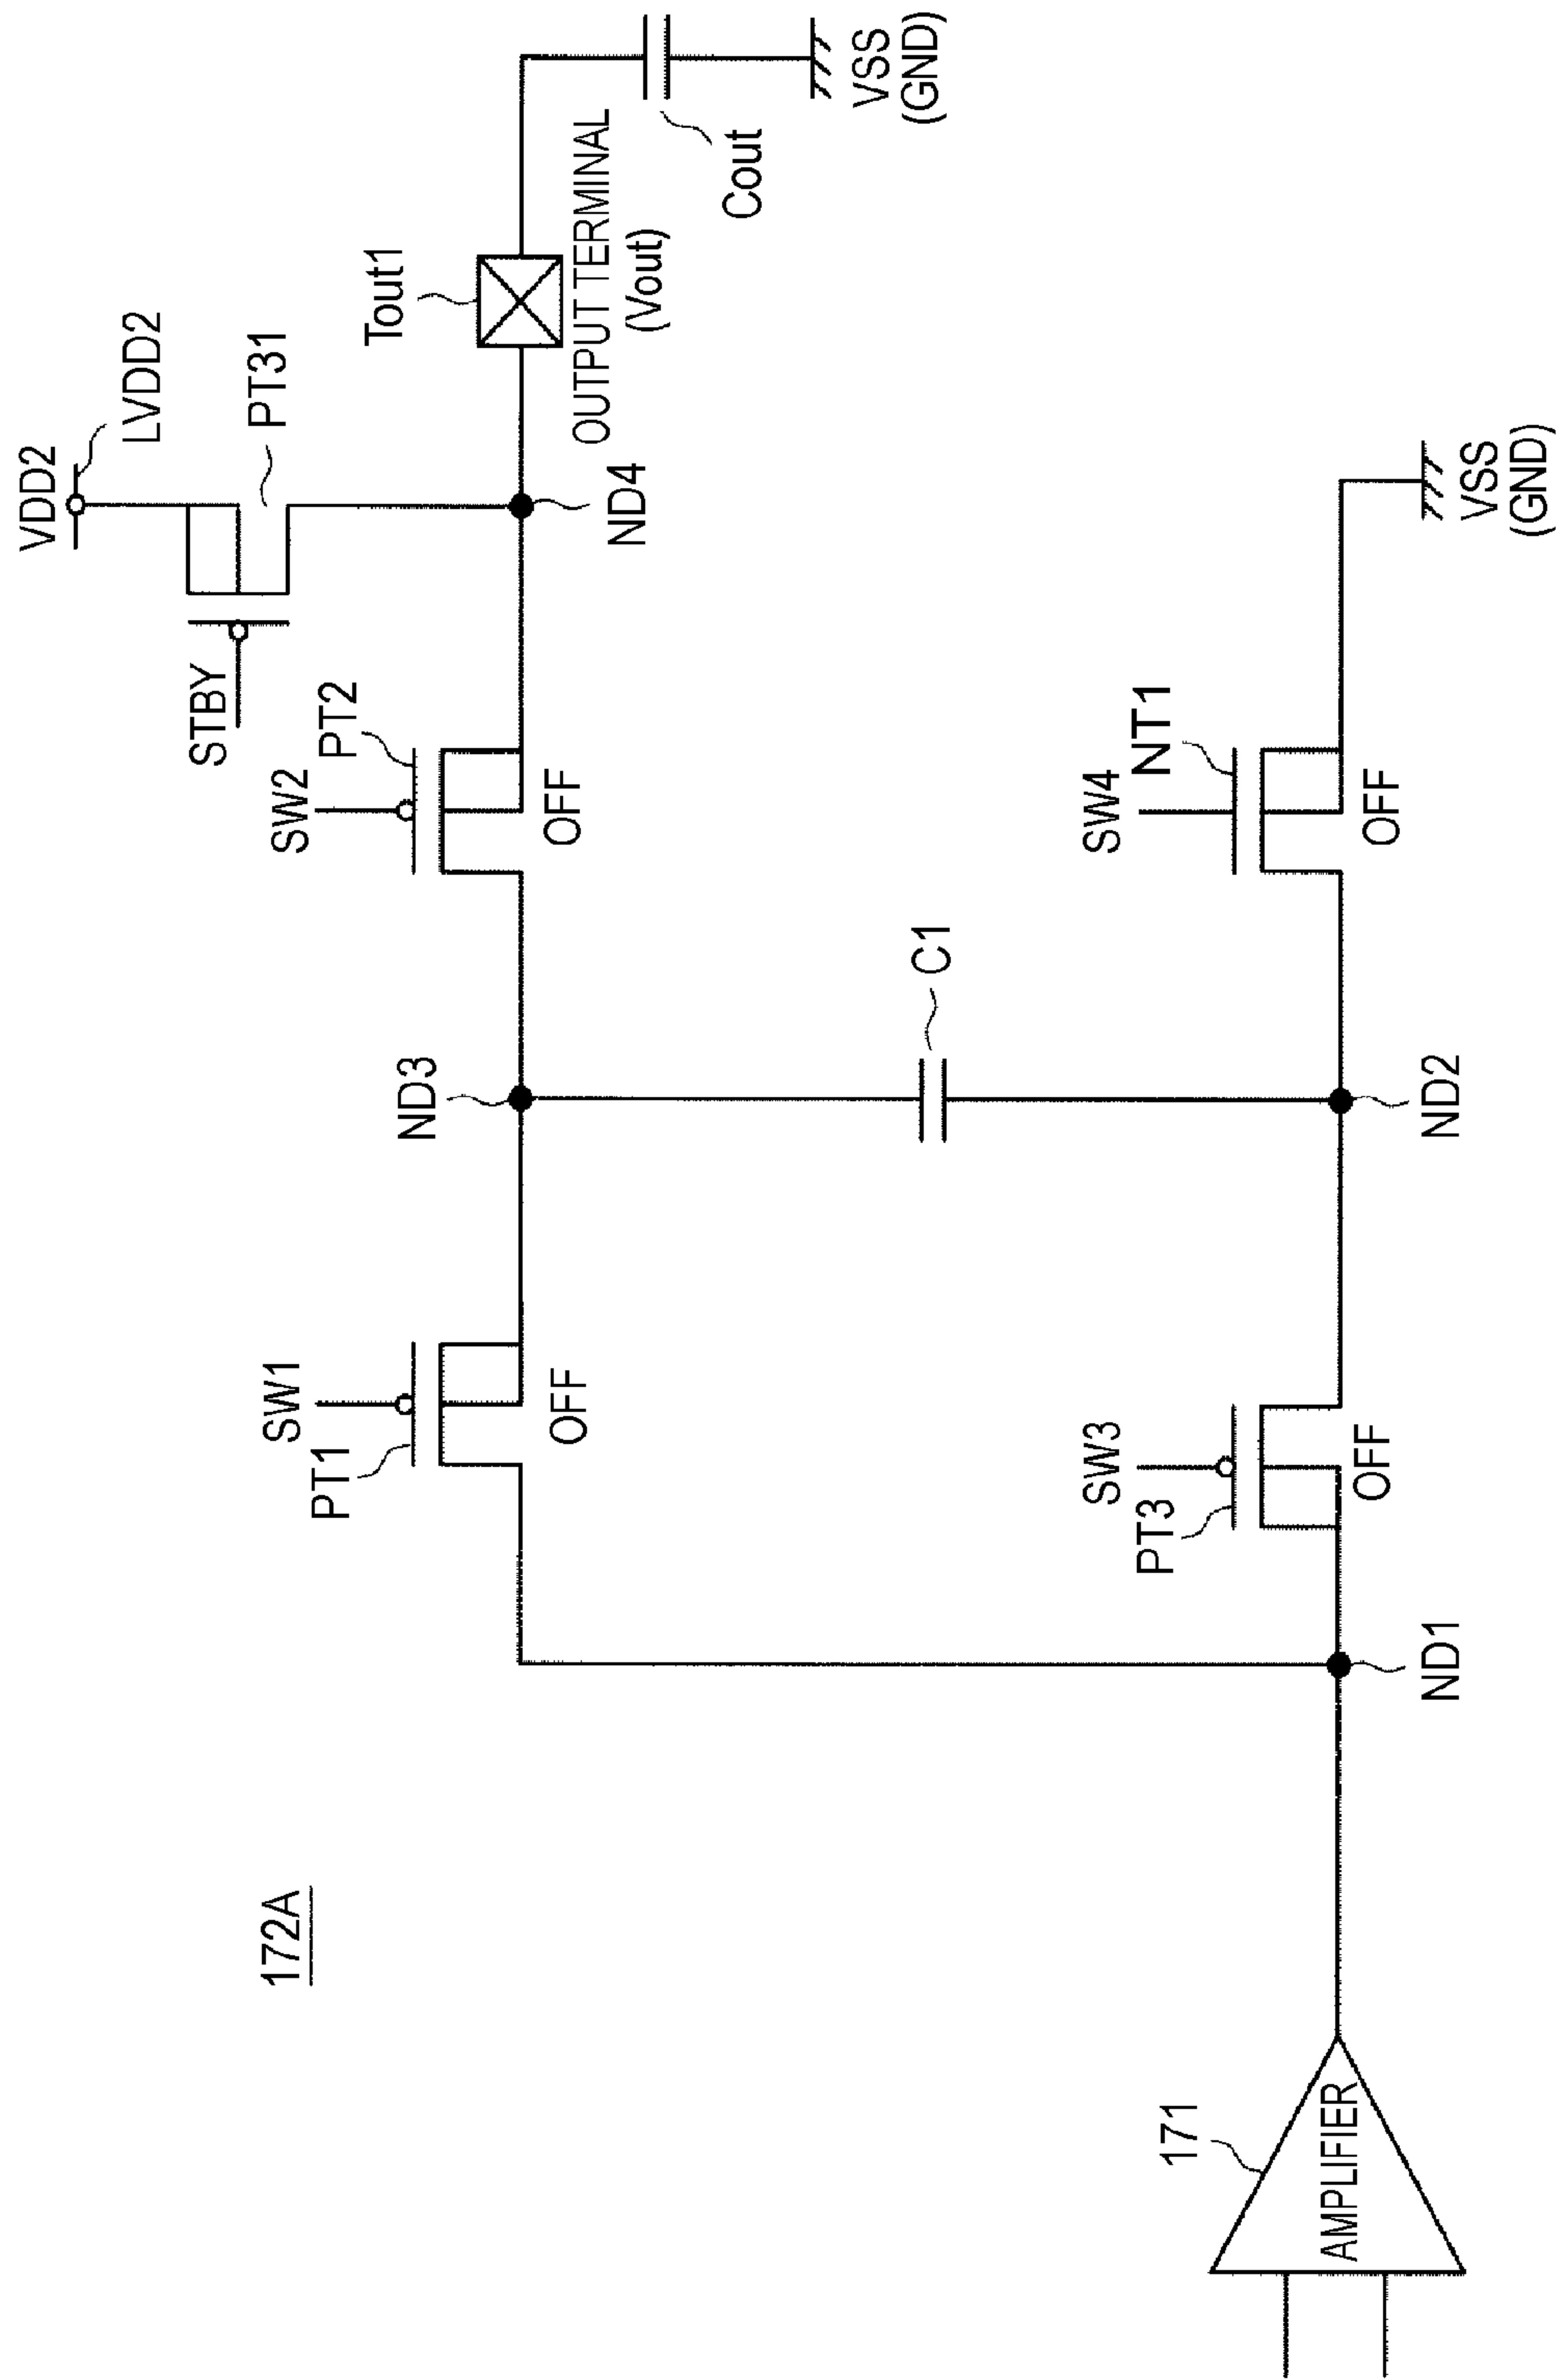 172A
VDD2
LVDD2
STBY
PT31
Tout1
SW1
PT1
OFF
ND3
SW2
PT2
OFF
ND4
OUTPUT TERMINAL
(Vout)
Cout
VSS
(GND)
C1
171
AMPLIFIER
ND1
SW3
PT3
OFF
ND2
SW4
NT1
OFF
VSS
(GND)